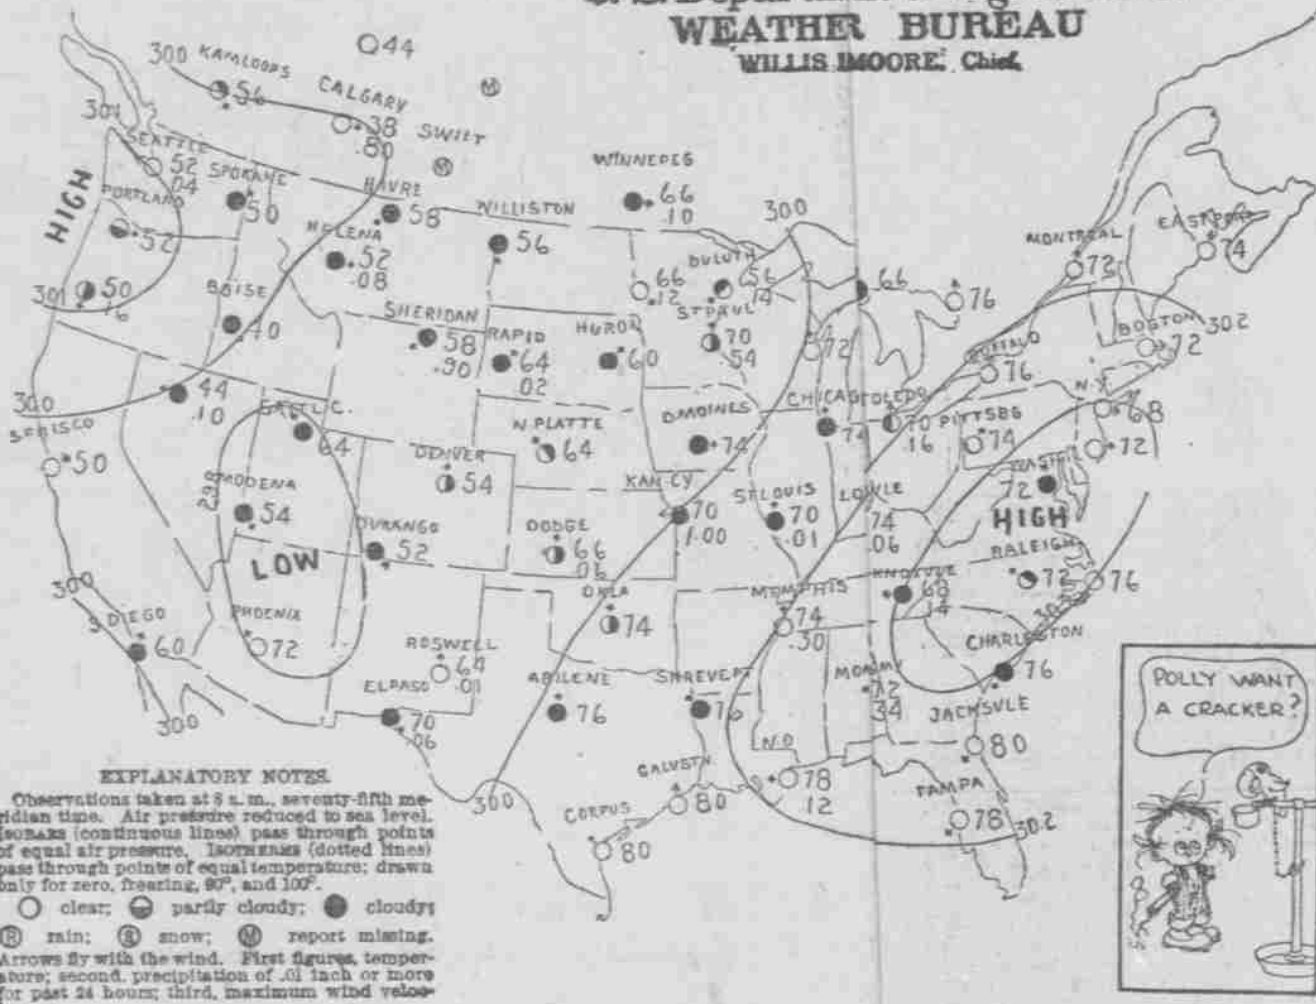 WEATHER BUREAU
WILLIS MOORE, Chief.
44
300 KAMLOOPS
56
CALGARY
38
.80
SWIFT
M
M
301
SEATTLE
52
.04
SPOKANE
50
HAVRE
58
WILLISTON
56
WINNEPEG
66
.10
300
HIGH
PORTLAND
52
HELENA
52
.08
66
.12
DULUTH
56
.14
66
76
MONTREAL
72
EASTPORT
74
301
50
.16
BOISE
40
SHERIDAN
58
.90
RAPID
64
.02
HURON
60
ST PAUL
70
.54
72
BUFFALO
76
BOSTON
72
302
300
44
.10
S FRISCO
50
SALT L. C.
64
N. PLATTE
64
D. MOINES
74
CHICAGO
74
TOLEDO
70
.16
PITTSBG
74
N.Y.
68
72
DENVER
54
WASH
72
29.8
MODENA
54
DURANGO
52
DODGE
66
.06
KAN. CY
70
1.00
ST LOUIS
70
.01
LOVLE
74
.06
HIGH
RALEIGH
72
76
LOW
300
S. DIEGO
60
PHOENIX
72
OKLA
74
MEMPHIS
74
.30
KNOXVLE
68
.14
CHARLESTON
76
300
ROSWELL
64
.01
ELPASO
70
.06
ABILENE
76
SHREVEPT
76
72
34
JACKSVLE
80
N.O
78
12
GALVSTN
80
300
CORPUS
80
TAMPA
78
302
POLLY WANT
A CRACKER?
EXPLANATORY NOTES.
Observations taken at 8 a. m., seventy-fifth me-
ridian time. Air pressure reduced to sea level.
ISOBARS (continuous lines) pass through points
of equal air pressure. ISOTHERMS (dotted lines)
pass through points of equal temperature; drawn
only for zero, freezing, 90°, and 100°.
clear; partly cloudy; cloudy;
R rain; S snow; M report missing.
Arrows fly with the wind. First figures, temper-
ature; second, precipitation of .01 inch or more
for past 24 hours; third, maximum wind veloc-